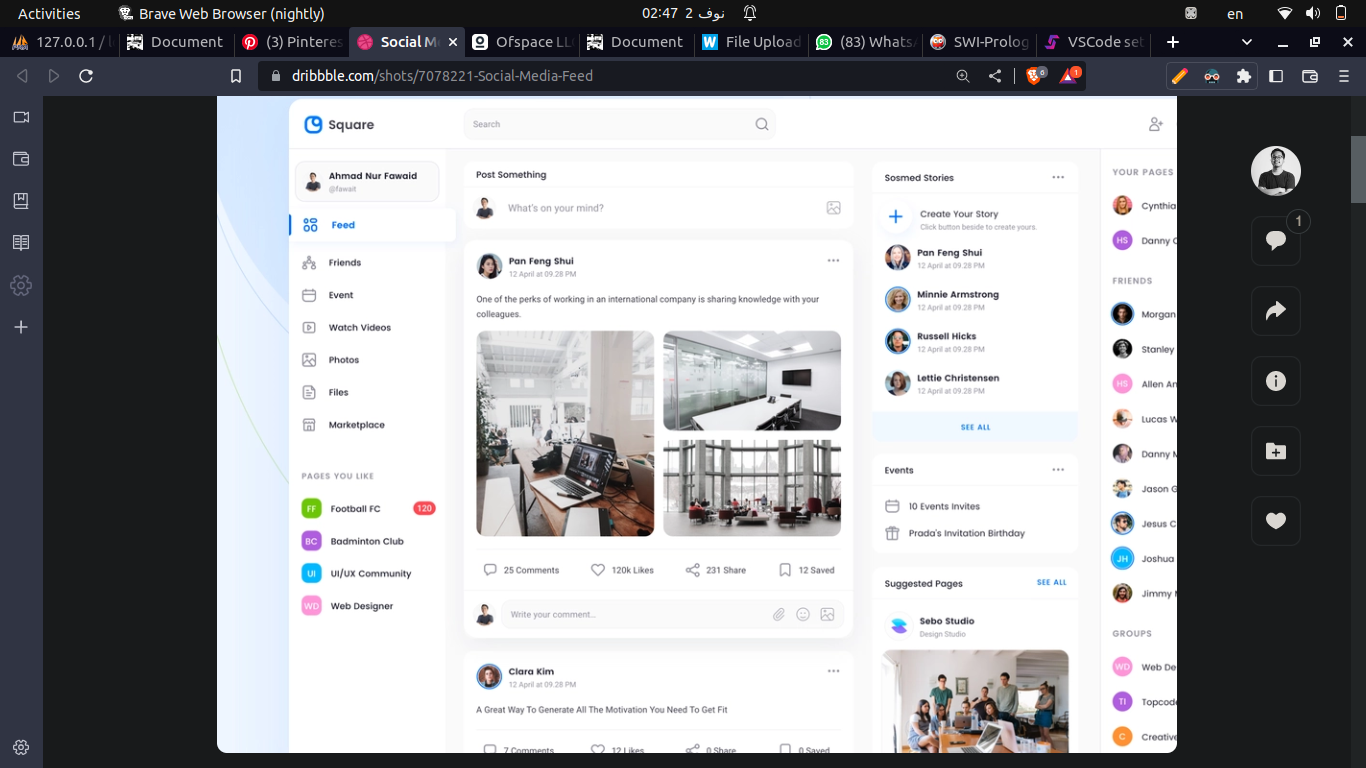 Activities
Brave Web Browser (nightly)
02:47 2 نوف
en
127.0.0.1 / l
Document
(3) Pinteres
Social M
Ofspace LL
Document
File Upload
(83) Whats
SWI-Prolog
VSCode set
dribbble.com/shots/7078221-Social-Media-Feed
6
1
Square
Search
Ahmad Nur Fawaid
@fawait
Feed
Friends
Event
Watch Videos
Photos
Files
Marketplace
PAGES YOU LIKE
FF Football FC 120
BC Badminton Club
UI UI/UX Community
WD Web Designer
Post Something
What's on your mind?
Pan Feng Shui
12 April at 09.28 PM
One of the perks of working in an international company is sharing knowledge with your
colleagues.
25 Comments
120k Likes
231 Share
12 Saved
Write your comment...
Clara Kim
12 April at 09.28 PM
A Great Way To Generate All The Motivation You Need To Get Fit
7 Comments
12 Likes
0 Share
0 Saved
Sosmed Stories
Create Your Story
Click button beside to create yours.
Pan Feng Shui
12 April at 09.28 PM
Minnie Armstrong
12 April at 09.28 PM
Russell Hicks
12 April at 09.28 PM
Lettie Christensen
12 April at 09.28 PM
SEE ALL
Events
10 Events Invites
Prada's Invitation Birthday
Suggested Pages
SEE ALL
Sebo Studio
Design Studio
YOUR PAGES
Cynthia
HS Danny C
FRIENDS
Morgan
Stanley
HS Allen An
Lucas W
Danny M
Jason G
Jesus C
JH Joshua
Jimmy M
GROUPS
WD Web De
TI Topcode
C Creative
1